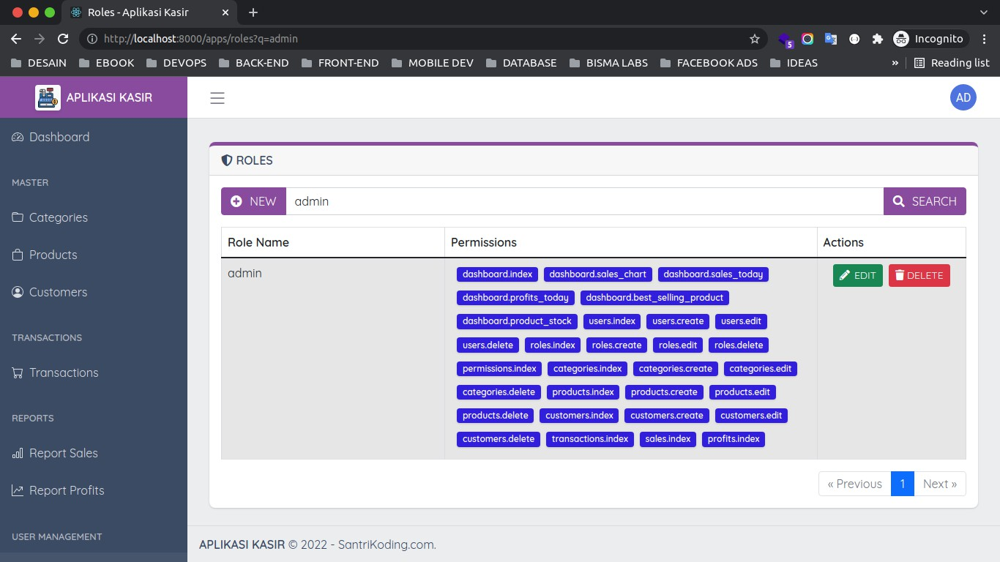 Roles - Aplikasi Kasir
http://localhost:8000/apps/roles?q=admin
5
Incognito
DESAIN EBOOK DEVOPS BACK-END FRONT-END MOBILE DEV DATABASE BISMA LABS FACEBOOK ADS IDEAS » Reading list
APLIKASI KASIR
AD
Dashboard
MASTER
Categories
Products
Customers
TRANSACTIONS
Transactions
REPORTS
Report Sales
Report Profits
USER MANAGEMENT
ROLES
NEW admin SEARCH
Role Name Permissions Actions
admin dashboard.index dashboard.sales_chart dashboard.sales_today EDIT DELETE
dashboard.profits_today dashboard.best_selling_product
dashboard.product_stock users.index users.create users.edit
users.delete roles.index roles.create roles.edit roles.delete
permissions.index categories.index categories.create categories.edit
categories.delete products.index products.create products.edit
products.delete customers.index customers.create customers.edit
customers.delete transactions.index sales.index profits.index
« Previous 1 Next »
APLIKASI KASIR © 2022 - SantriKoding.com.